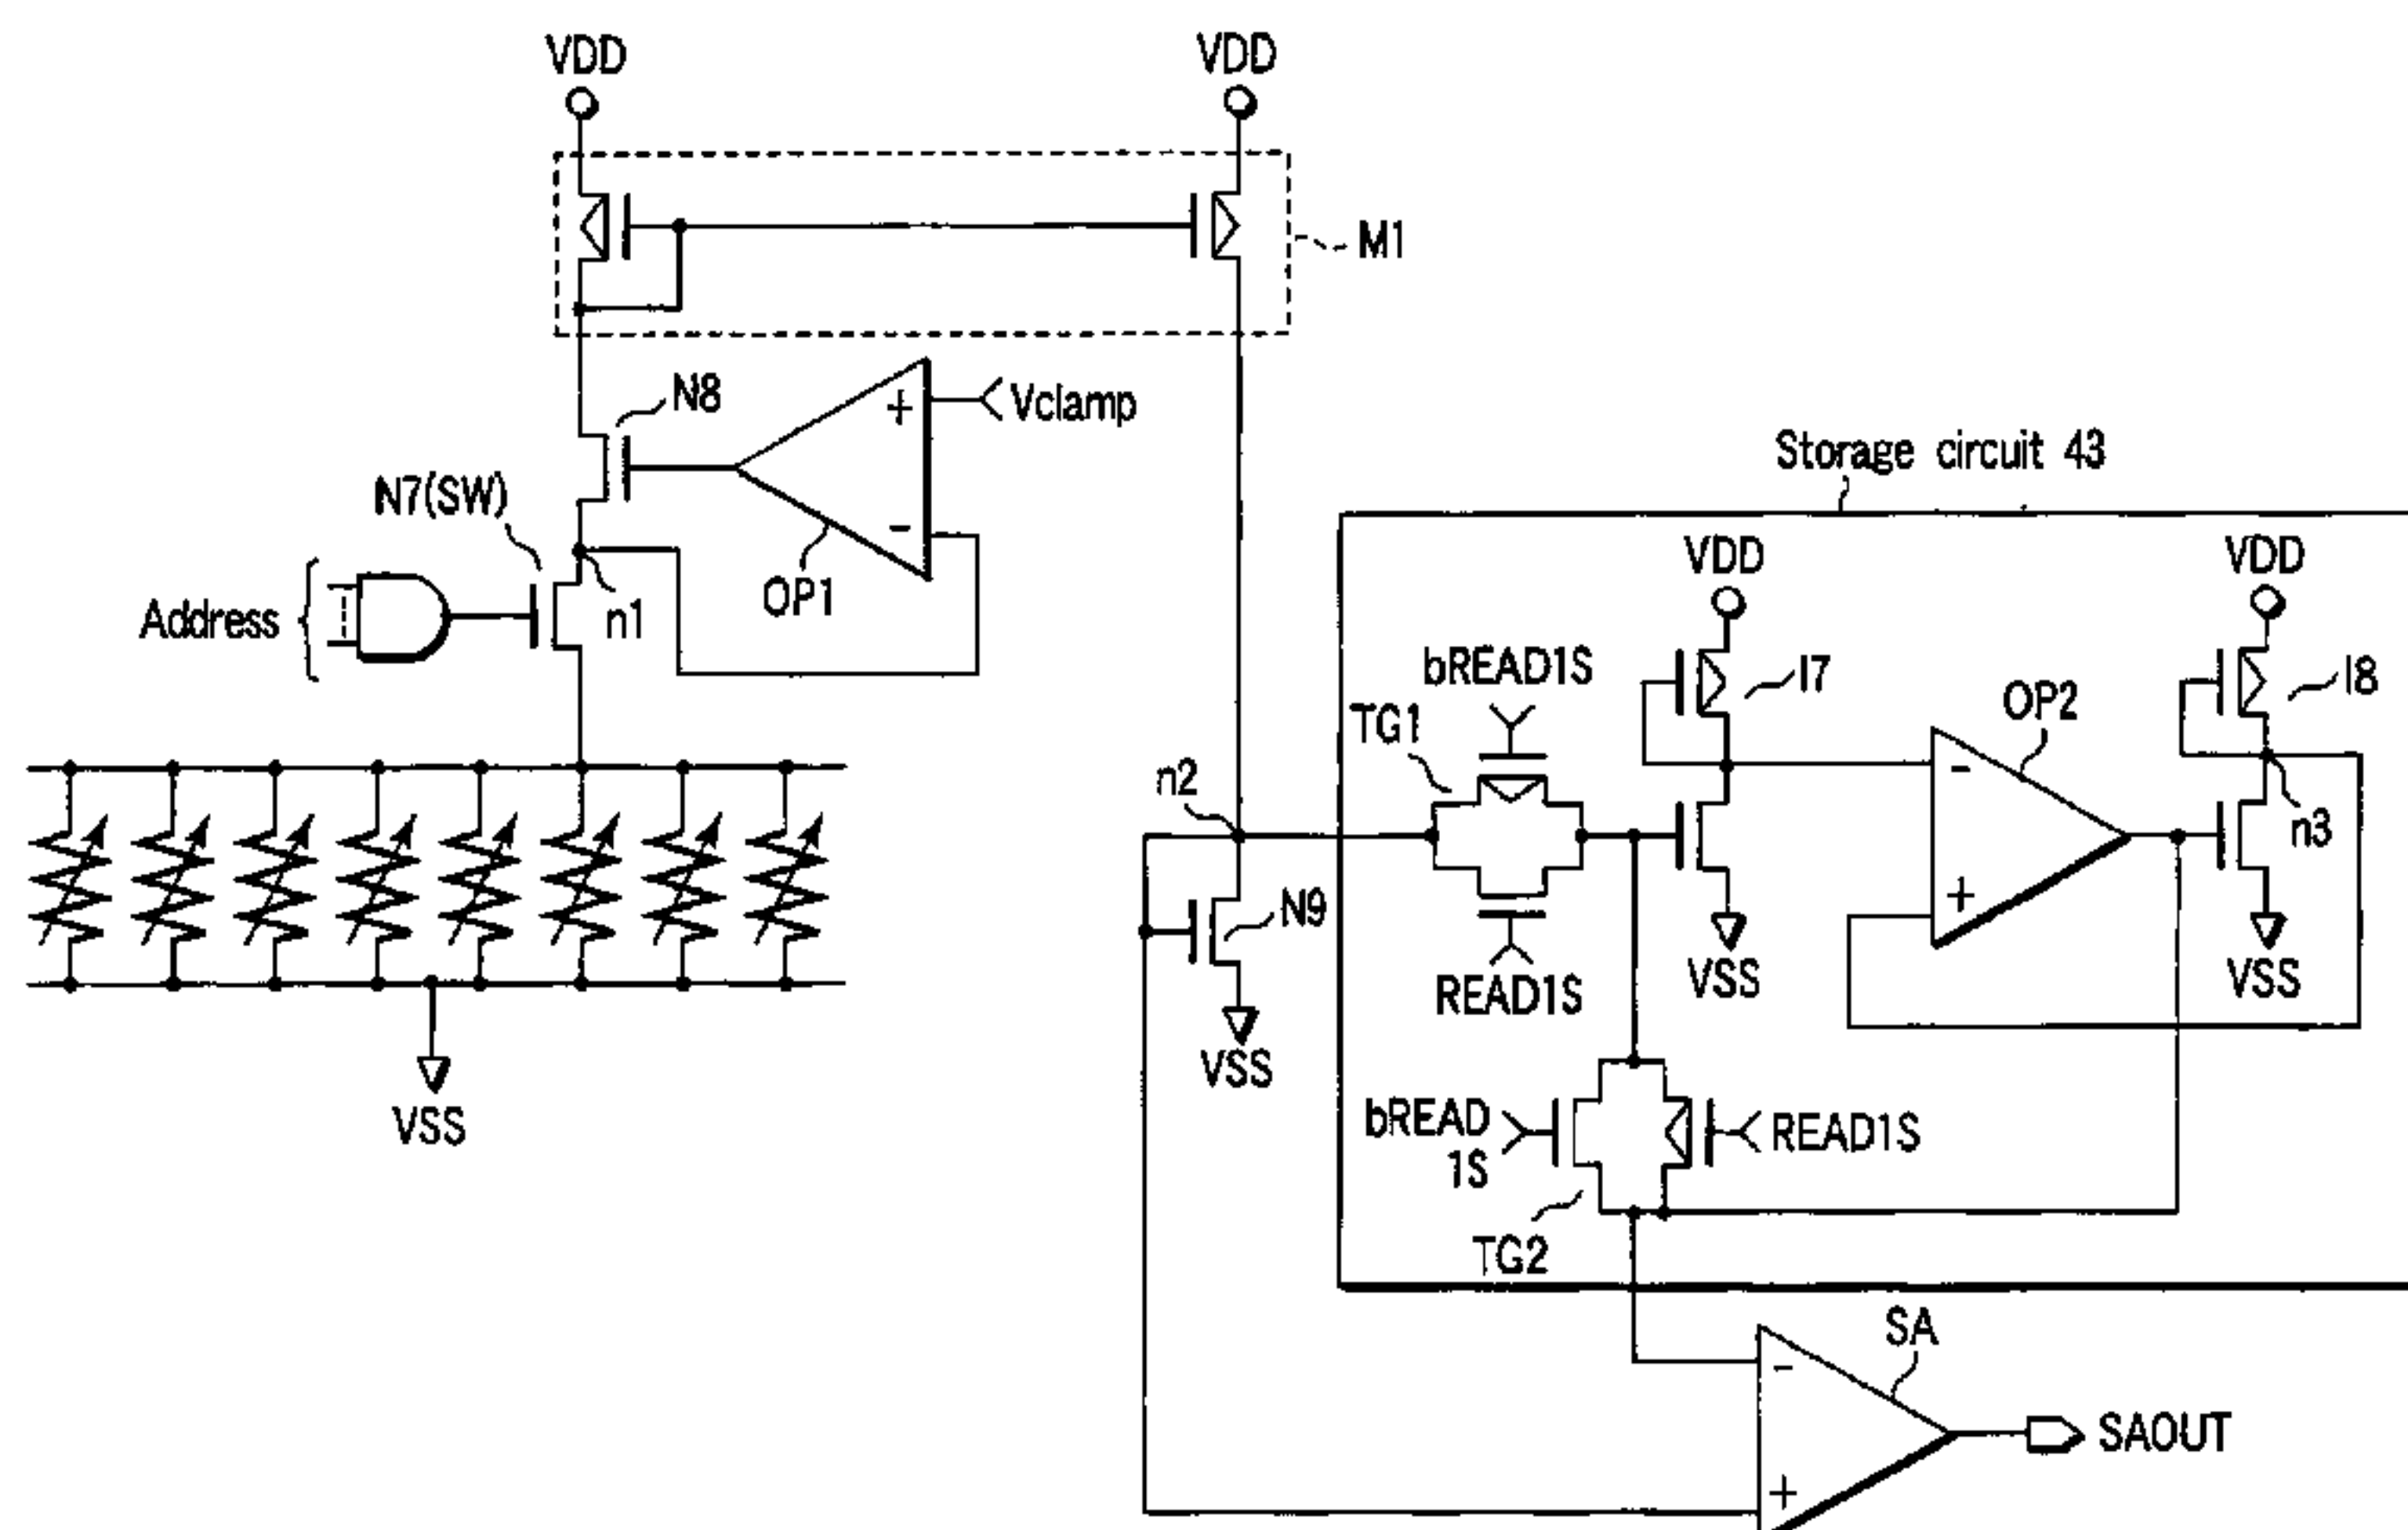 VDD
VDD
M1
N8
+
Vclamp
N7(SW)
-
OP1
Address
n1
Storage circuit 43
VDD
VDD
bREAD1S
I7
TG1
OP2
I8
n2
-
n3
N9
+
READ1S
VSS
VSS
VSS
VSS
bREAD
1S
READ1S
TG2
SA
-
SAOUT
+